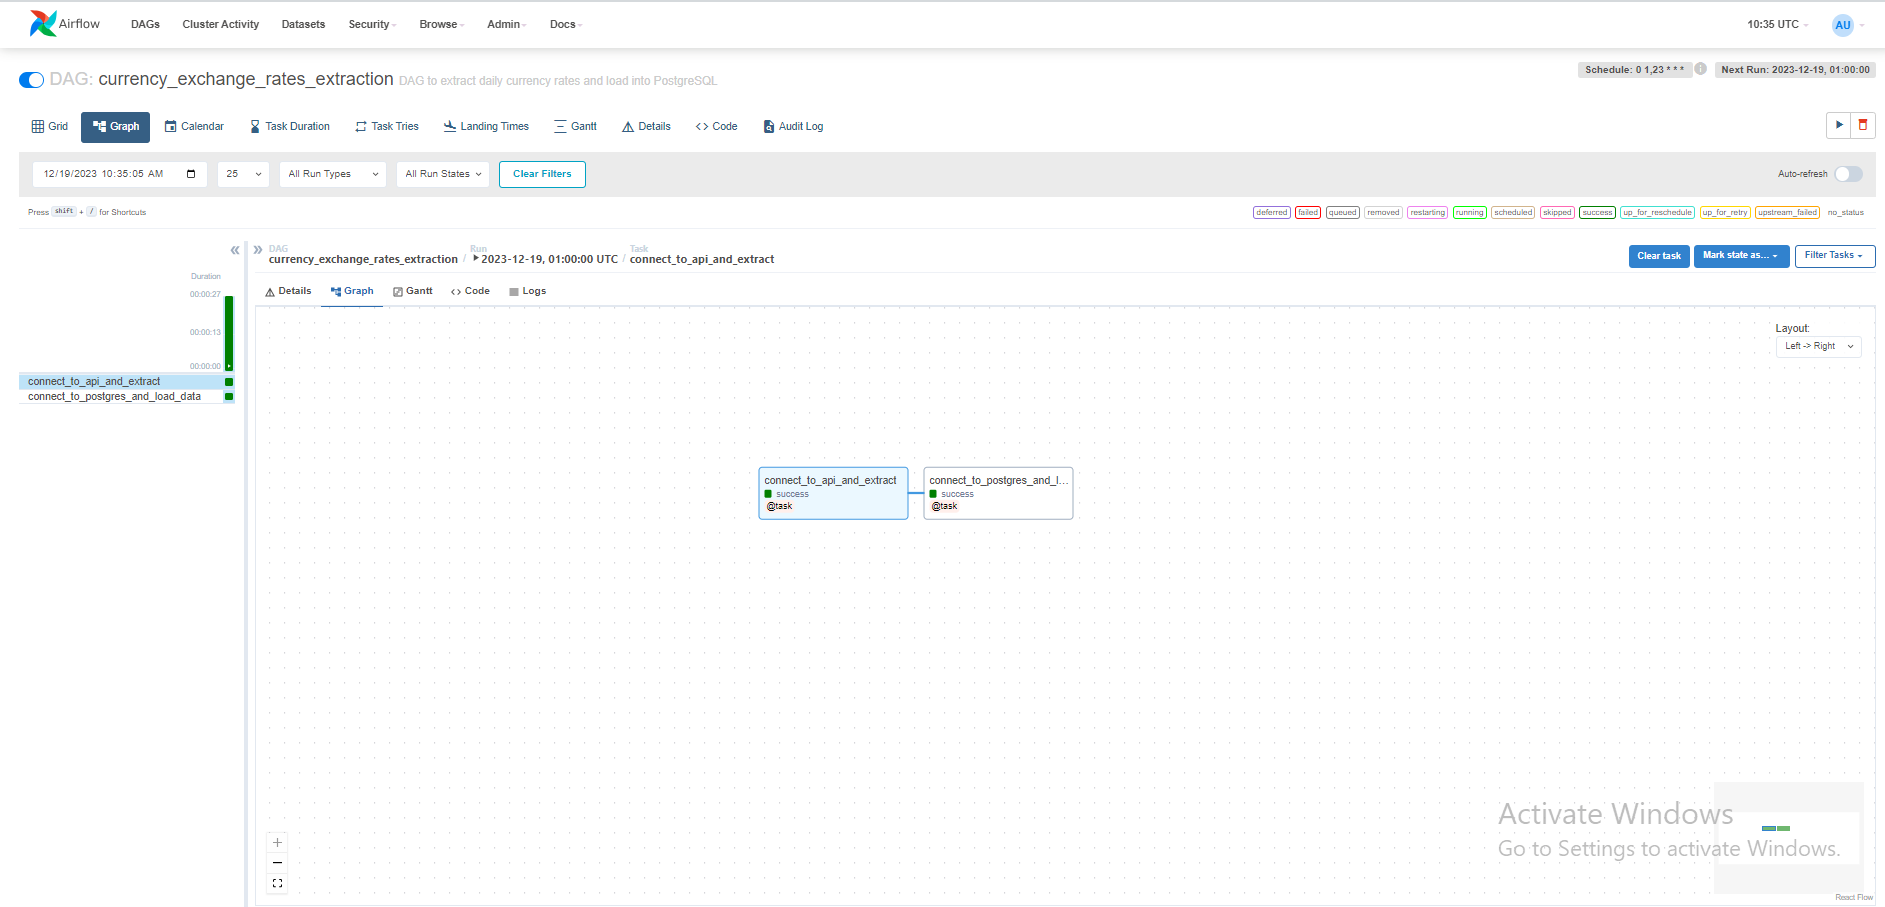 Airflow DAGs Cluster Activity Datasets Security Browse Admin Docs 10:35 UTC AU
DAG: currency_exchange_rates_extraction DAG to extract daily currency rates and load into PostgreSQL Schedule: 0 1,23 * * * Next Run: 2023-12-19, 01:00:00
Grid Graph Calendar Task Duration Task Tries Landing Times Gantt Details Code Audit Log
12/19/2023 10:35:05 AM 25 All Run Types All Run States Clear Filters Auto-refresh
Press shift + / for Shortcuts deferred failed queued removed restarting running scheduled skipped success up_for_reschedule up_for_retry upstream_failed no_status
DAG Run Task
currency_exchange_rates_extraction / 2023-12-19, 01:00:00 UTC / connect_to_api_and_extract Clear task Mark state as... Filter Tasks
Duration
00:00:27
00:00:13
00:00:00
connect_to_api_and_extract
connect_to_postgres_and_load_data
Details Graph Gantt Code Logs
Layout:
Left -> Right
connect_to_api_and_extract
success
@task
connect_to_postgres_and_l...
success
@task
Activate Windows
Go to Settings to activate Windows.
React Flow